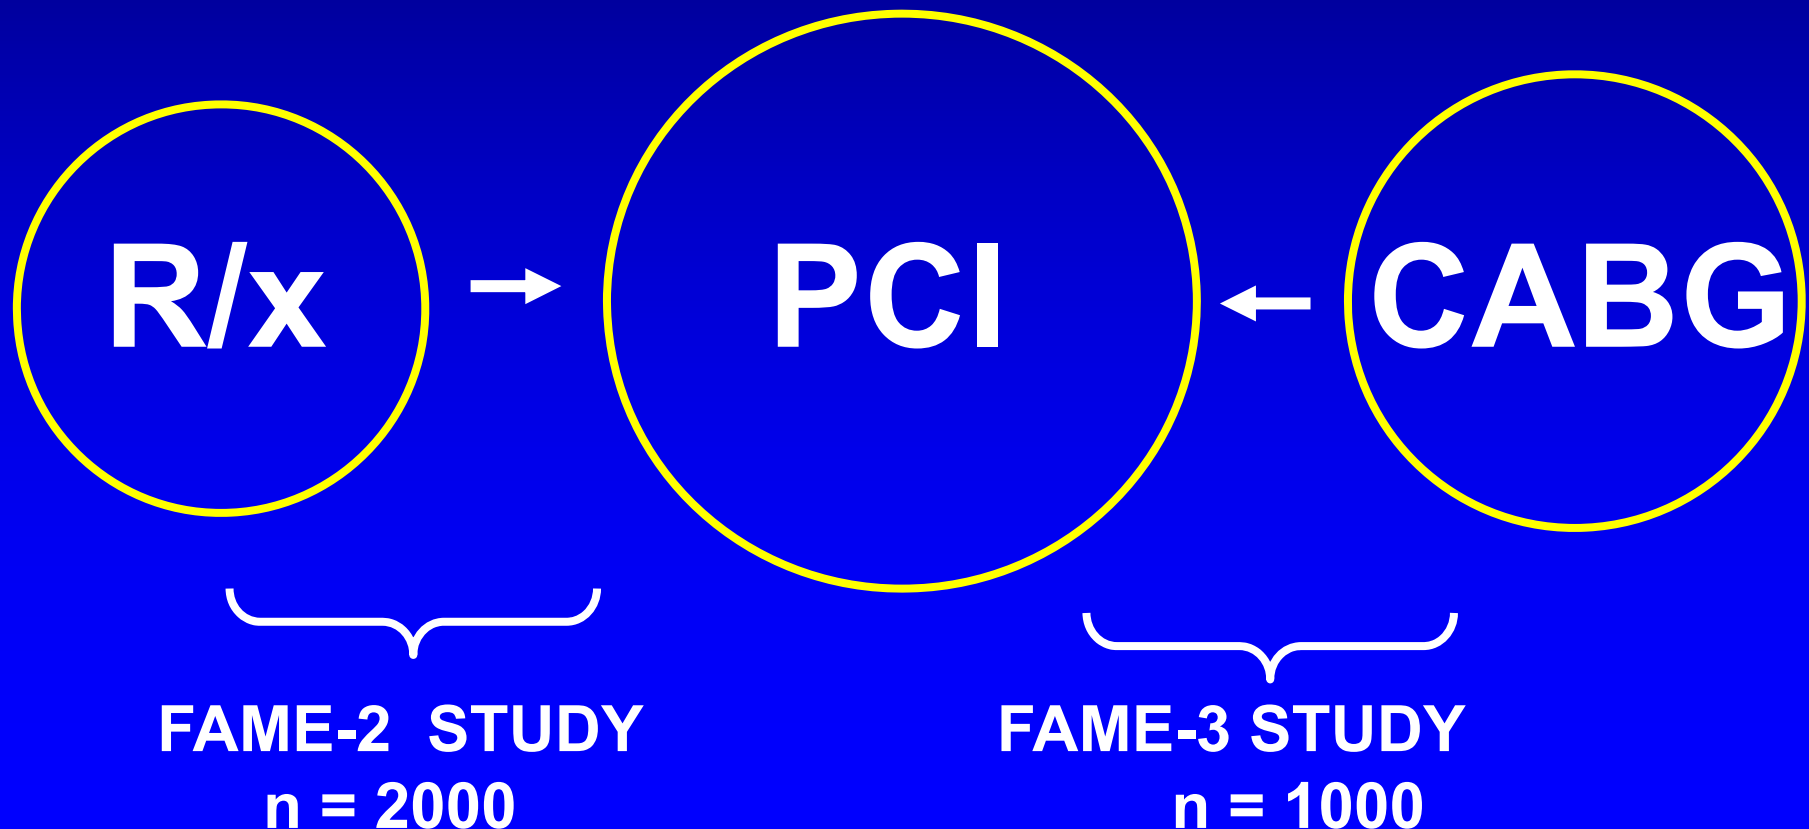 R/x
PCI
CABG
FAME-2 STUDY
n = 2000
FAME-3 STUDY
n = 1000